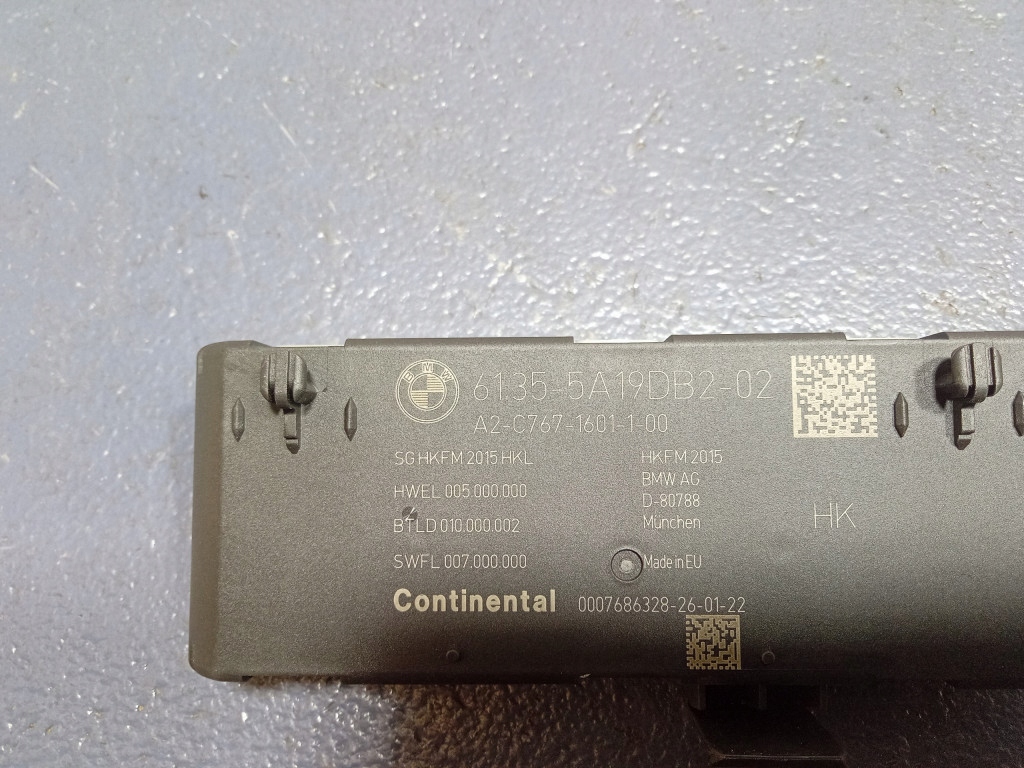 BMW
6135-5A19DB2-02
A2-C767-1601-1-00
SG HKFM 2015 HKL
HWEL 005.000.000
BTLD 010.000.002
SWFL 007.000.000
HKFM 2015
BMW AG
D-80788
München
Made in EU
HK
Continental 0007686328-26-01-22